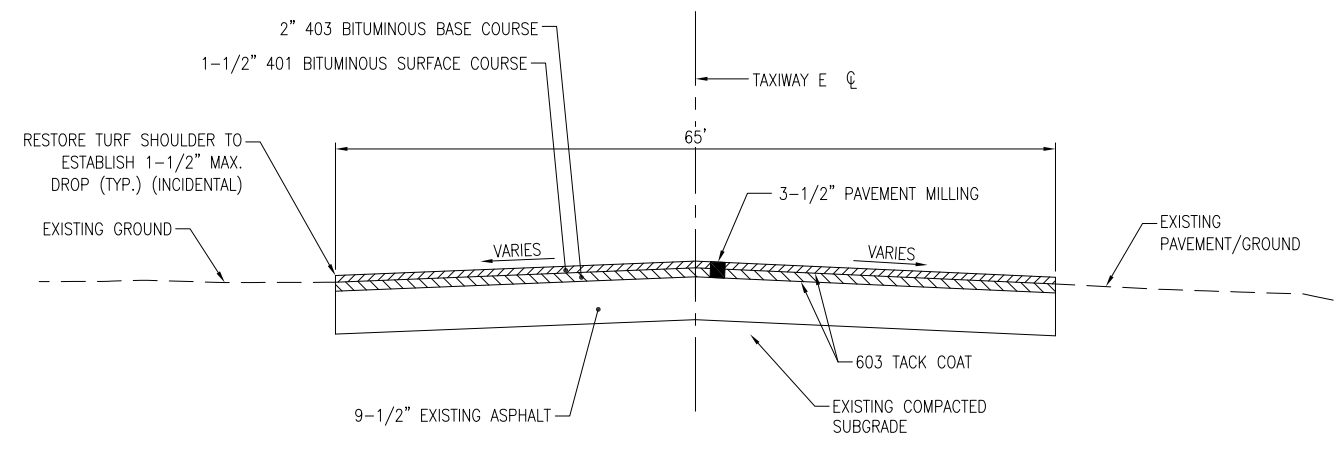 2" 403 BITUMINOUS BASE COURSE
1-1/2" 401 BITUMINOUS SURFACE COURSE
TAXIWAY E ℄
65'
RESTORE TURF SHOULDER TO
ESTABLISH 1-1/2" MAX.
DROP (TYP.) (INCIDENTAL)
3-1/2" PAVEMENT MILLING
EXISTING GROUND
EXISTING
PAVEMENT/GROUND
VARIES
VARIES
603 TACK COAT
9-1/2" EXISTING ASPHALT
EXISTING COMPACTED
SUBGRADE